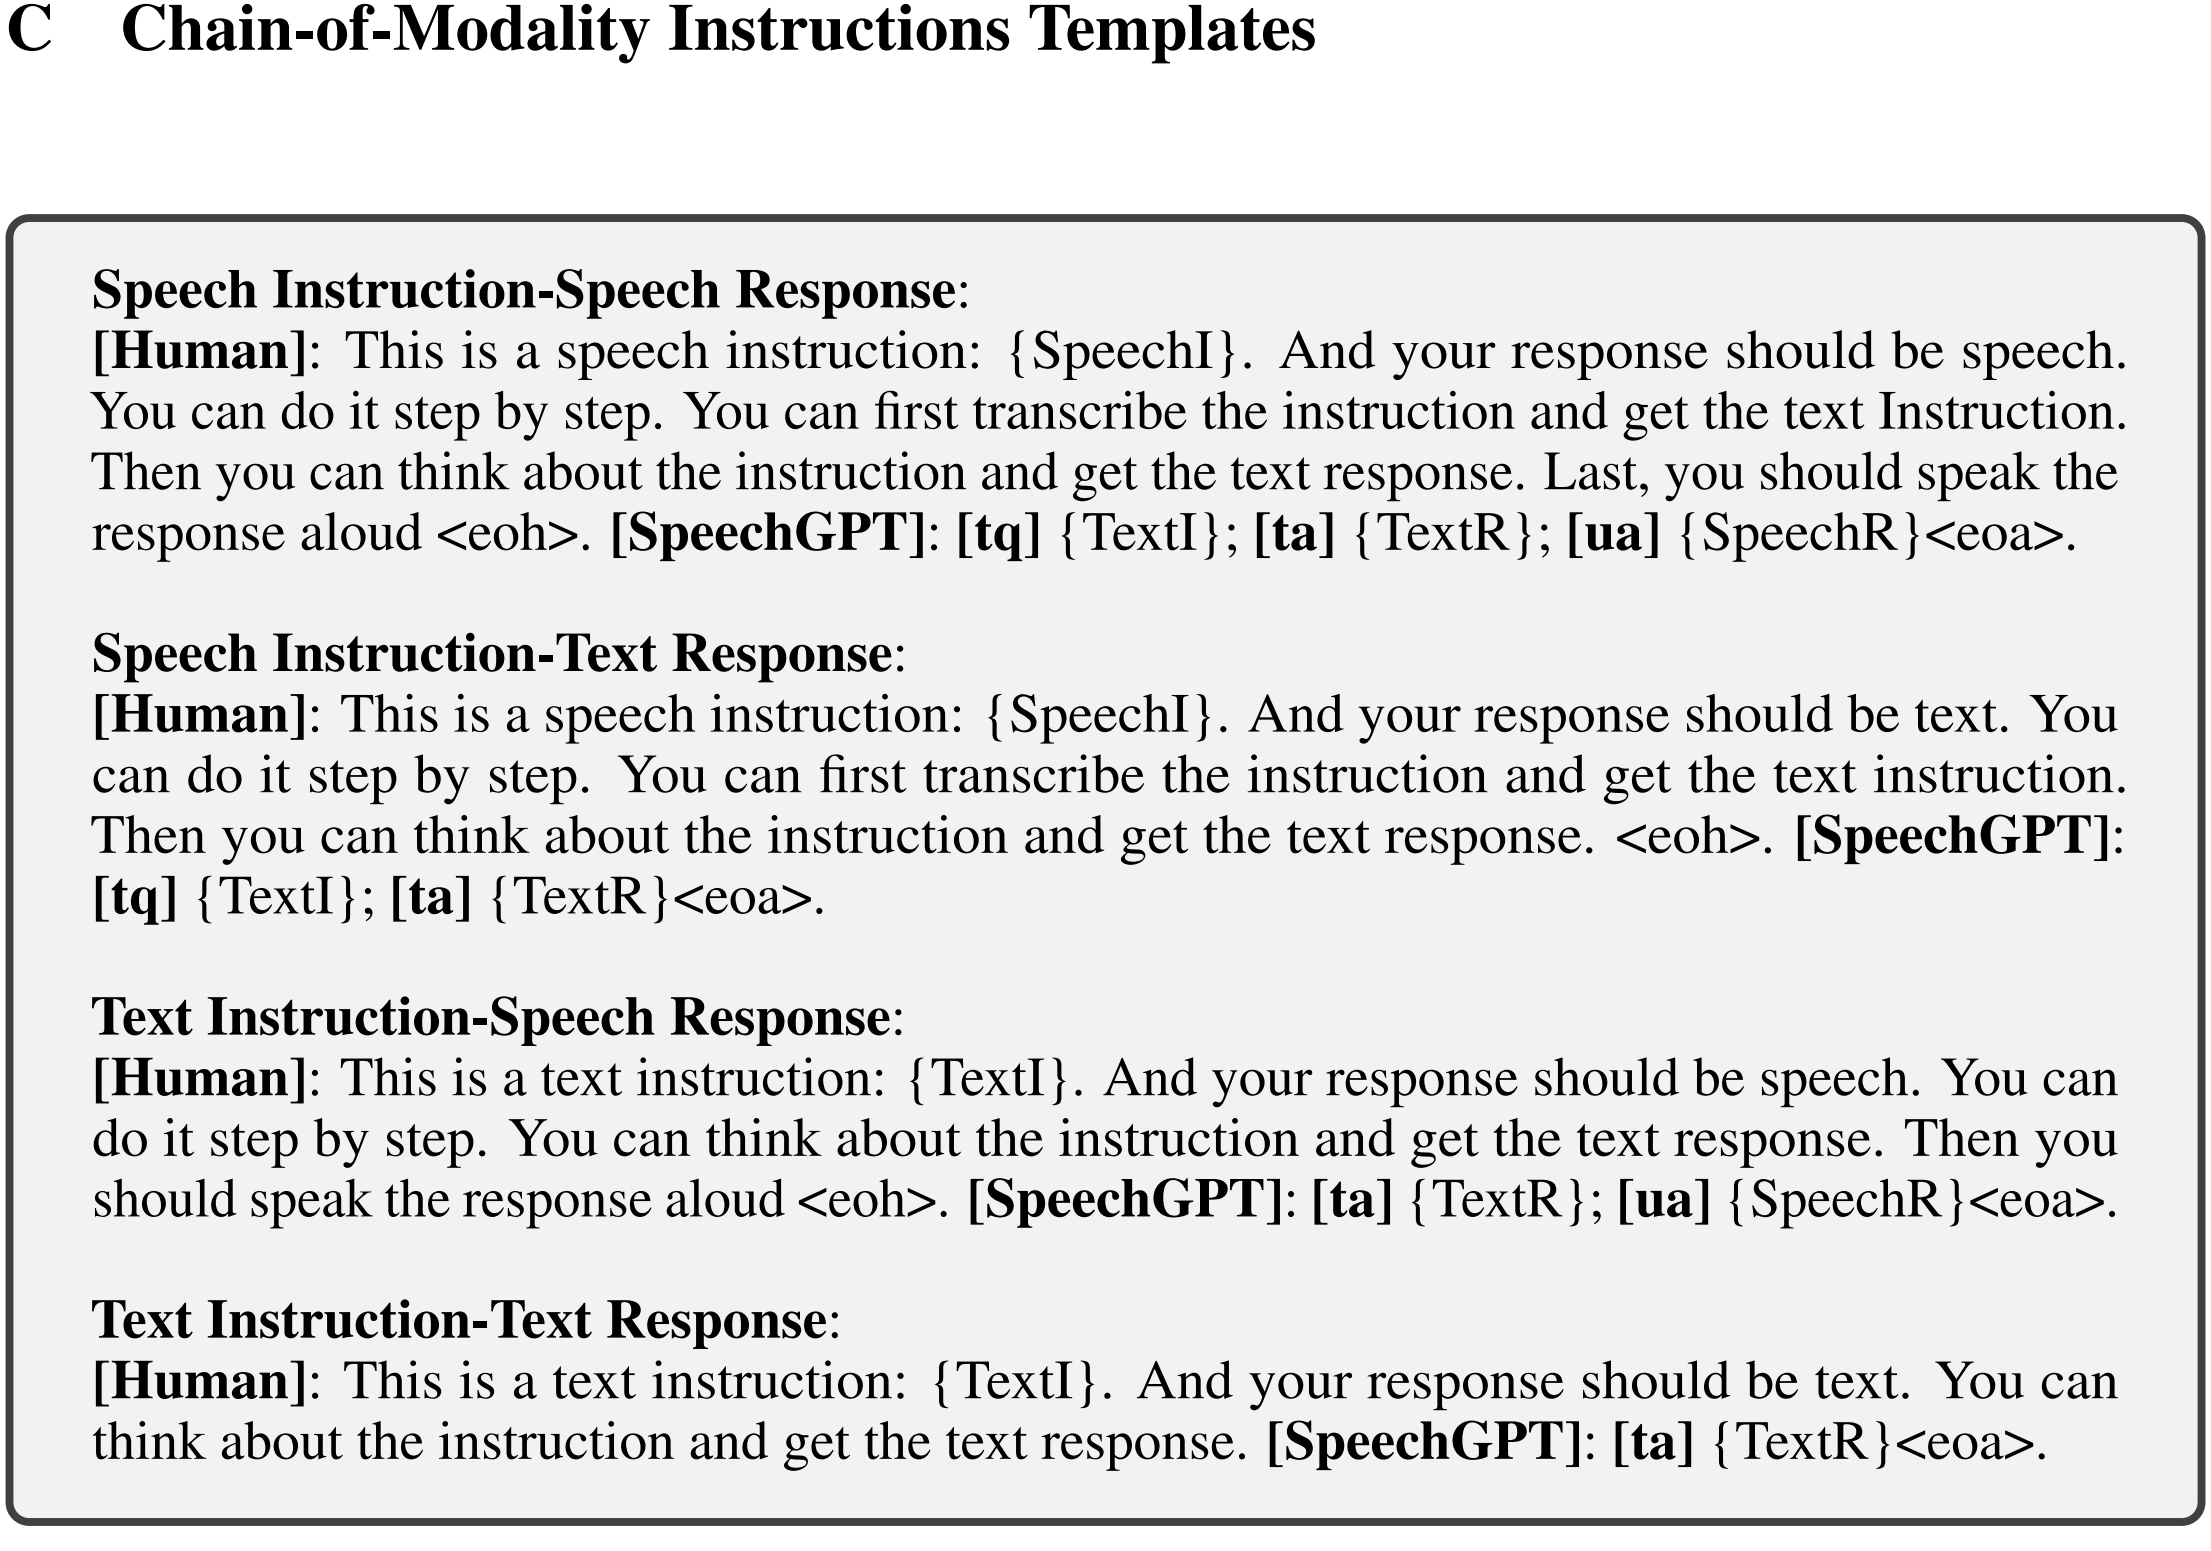 C Chain-of-Modality Instructions Templates
Speech Instruction-Speech Response:
[Human]: This is a speech instruction: {SpeechI}. And your response should be speech.
You can do it step by step. You can first transcribe the instruction and get the text Instruction.
Then you can think about the instruction and get the text response. Last, you should speak the
response aloud <eoh>. [SpeechGPT]: [tq] {TextI}; [ta] {TextR}; [ua] {SpeechR}<eoa>.
Speech Instruction-Text Response:
[Human]: This is a speech instruction: {SpeechI}. And your response should be text. You
can do it step by step. You can first transcribe the instruction and get the text instruction.
Then you can think about the instruction and get the text response. <eoh>. [SpeechGPT]:
[tq] {TextI}; [ta] {TextR}<eoa>.
Text Instruction-Speech Response:
[Human]: This is a text instruction: {TextI}. And your response should be speech. You can
do it step by step. You can think about the instruction and get the text response. Then you
should speak the response aloud <eoh>. [SpeechGPT]: [ta] {TextR}; [ua] {SpeechR}<eoa>.
Text Instruction-Text Response:
[Human]: This is a text instruction: {TextI}. And your response should be text. You can
think about the instruction and get the text response. [SpeechGPT]: [ta] {TextR}<eoa>.